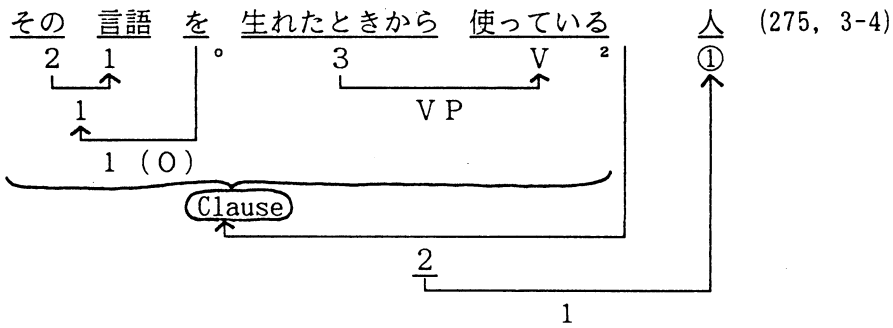 その 言語 を 生れたときから 使っている 人 (275, 3-4)
2 1 o 3 V 2 ①
1 VP
1 (O)
Clause
2
1